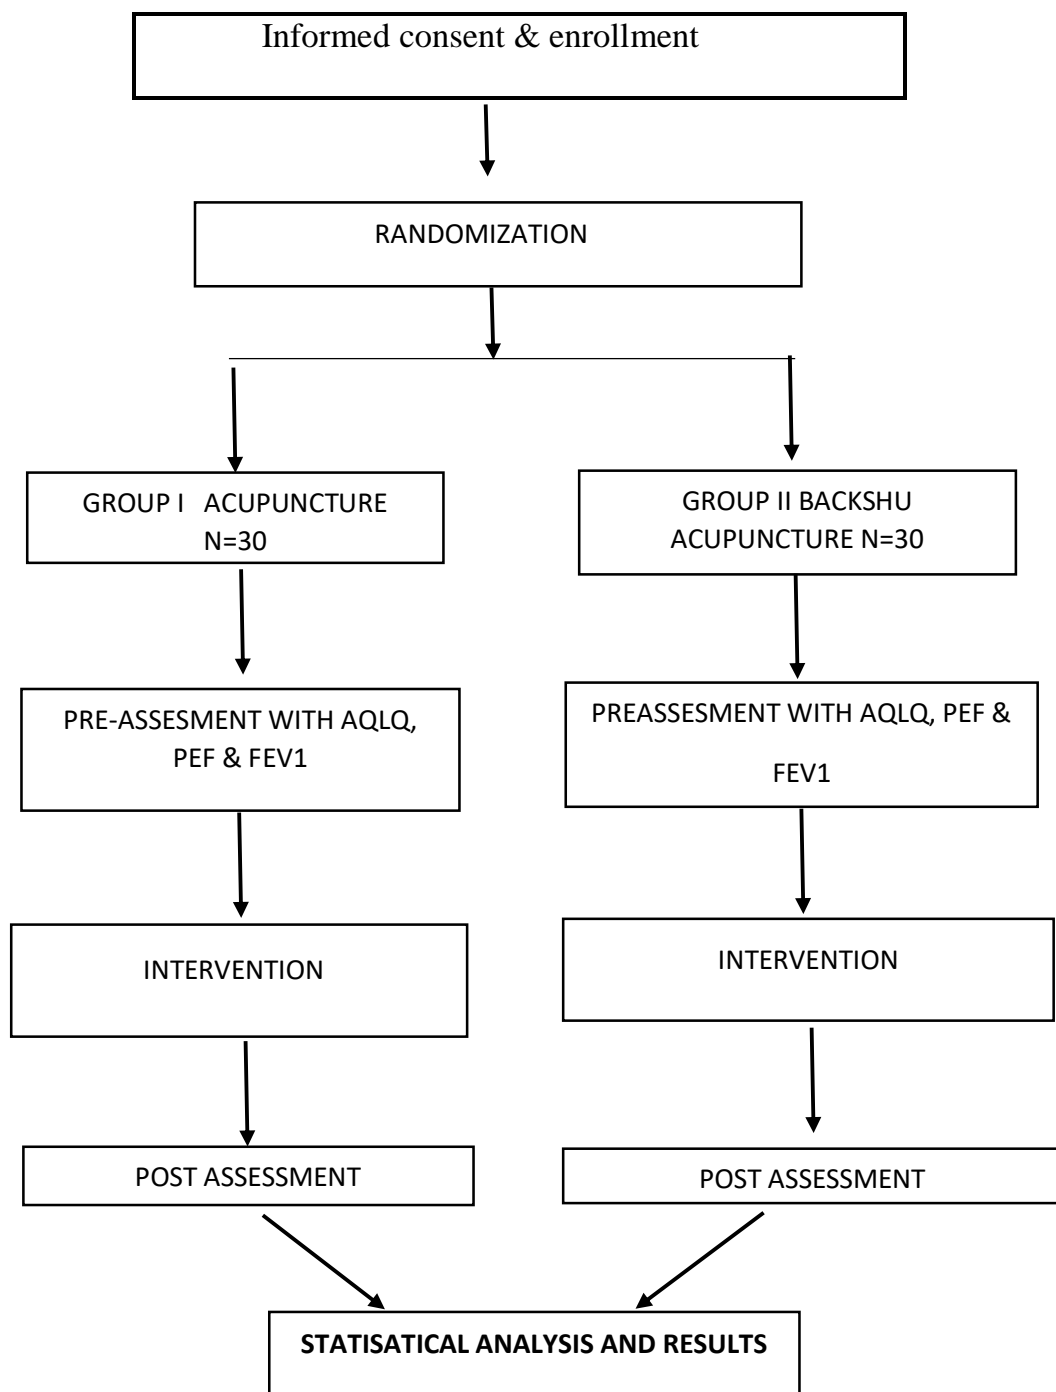 Informed consent & enrollment
RANDOMIZATION
GROUP I ACUPUNCTURE
N=30
GROUP II BACKSHU
ACUPUNCTURE N=30
PRE-ASSESMENT WITH AQLQ,
PEF & FEV1
PREASSESMENT WITH AQLQ, PEF &
FEV1
INTERVENTION
INTERVENTION
POST ASSESSMENT
POST ASSESSMENT
STATISATICAL ANALYSIS AND RESULTS